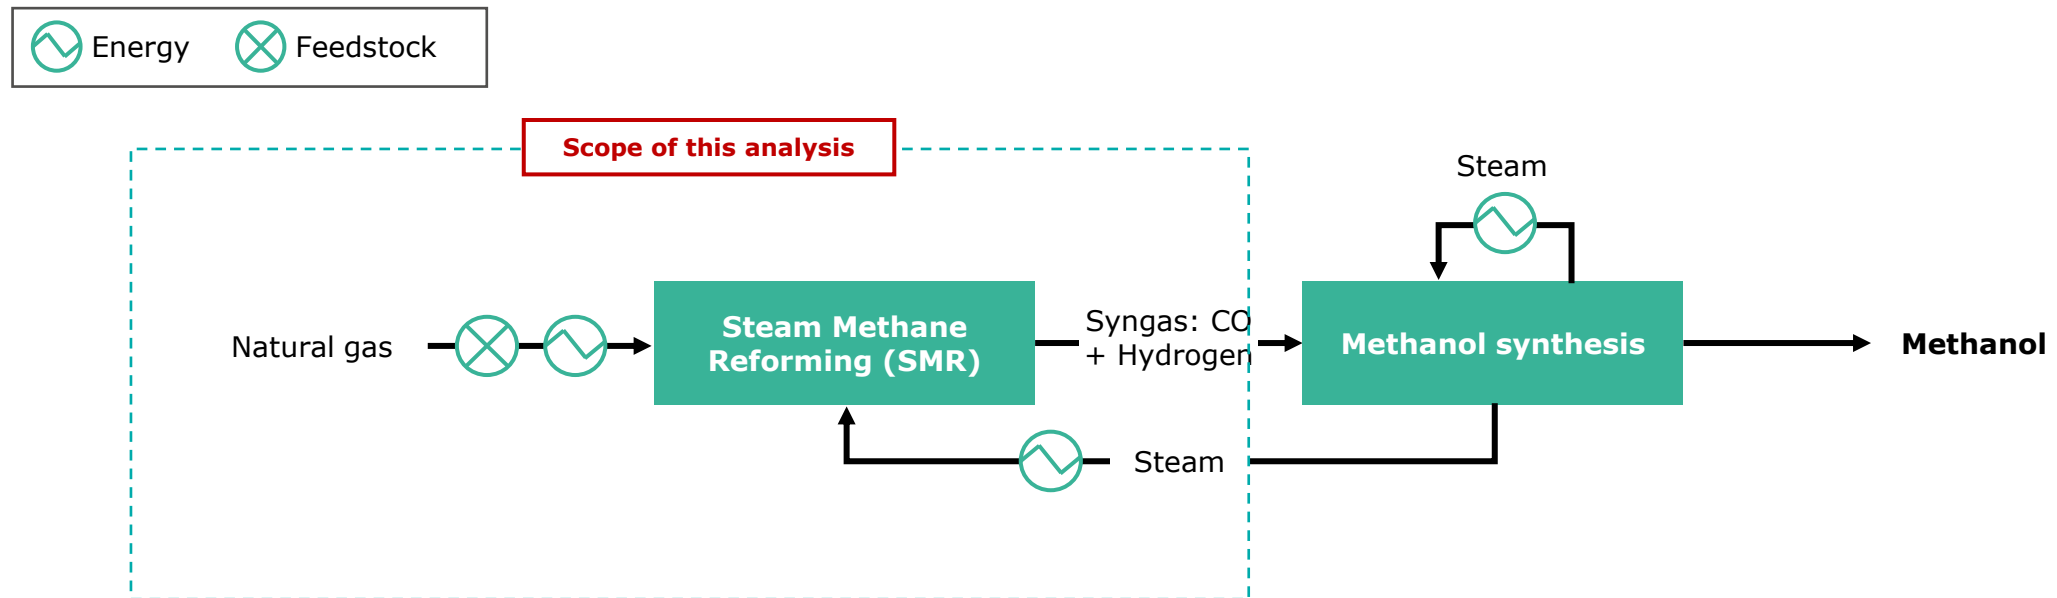 Energy
Feedstock
Scope of this analysis
Steam
Natural gas
Steam Methane
Reforming (SMR)
Syngas: CO
+ Hydrogen
Methanol synthesis
Methanol
Steam